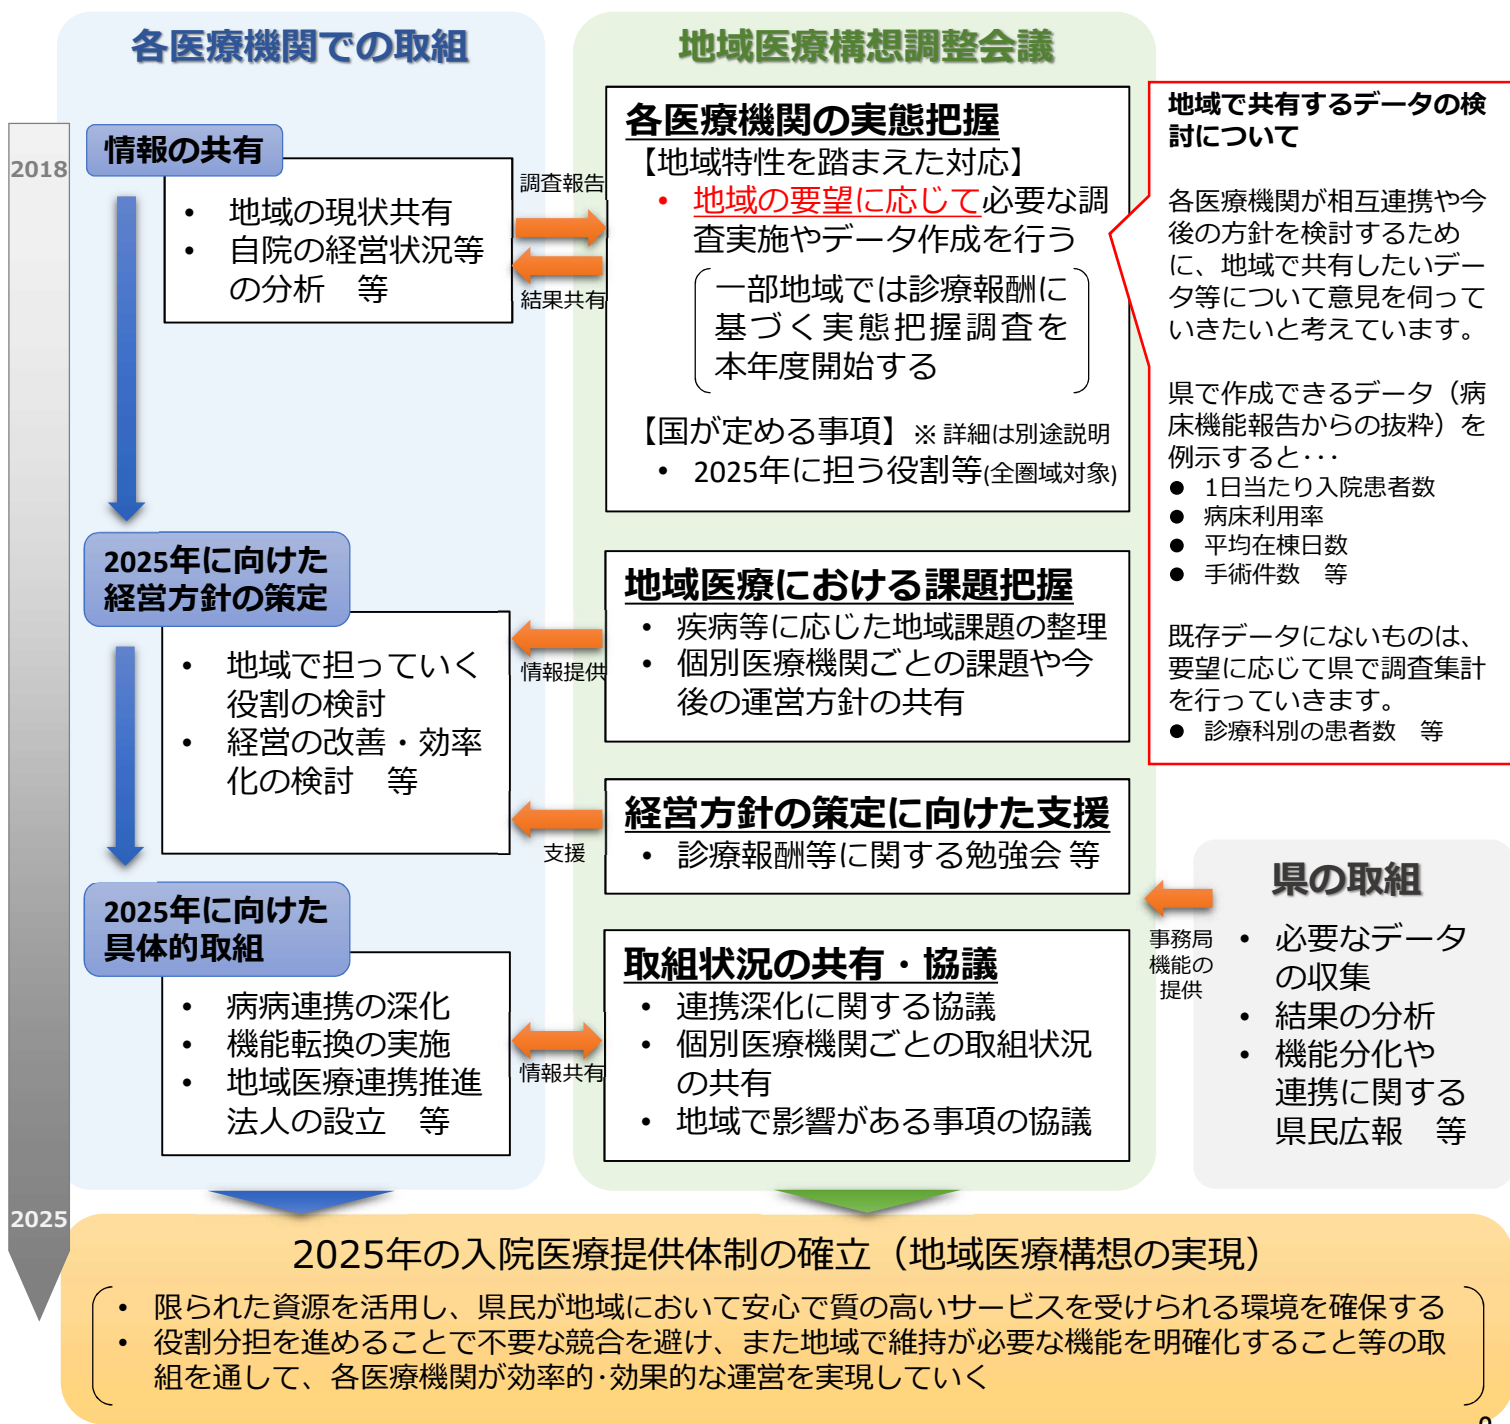 各医療機関での取組
地域医療構想調整会議
2018
情報の共有
• 地域の現状共有
• 自院の経営状況等
の分析　等
調査報告
結果共有
各医療機関の実態把握
【地域特性を踏まえた対応】
• 地域の要望に応じて必要な調
査実施やデータ作成を行う
一部地域では診療報酬に
基づく実態把握調査を
本年度開始する
【国が定める事項】※ 詳細は別途説明
• 2025年に担う役割等(全圏域対象)
地域で共有するデータの検
討について
各医療機関が相互連携や今
後の方針を検討するため
に、地域で共有したいデー
タ等について意見を伺って
いきたいと考えています。
県で作成できるデータ（病
床機能報告からの抜粋）を
例示すると･･･
● 1日当たり入院患者数
● 病床利用率
● 平均在棟日数
● 手術件数　等
既存データにないものは、
要望に応じて県で調査集計
を行っていきます。
● 診療科別の患者数　等
2025年に向けた
経営方針の策定
• 地域で担っていく
役割の検討
• 経営の改善・効率
化の検討　等
情報提供
支援
地域医療における課題把握
• 疾病等に応じた地域課題の整理
• 個別医療機関ごとの課題や今
後の運営方針の共有
経営方針の策定に向けた支援
• 診療報酬等に関する勉強会 等
2025年に向けた
具体的取組
• 病病連携の深化
• 機能転換の実施
• 地域医療連携推進
法人の設立　等
情報共有
取組状況の共有・協議
• 連携深化に関する協議
• 個別医療機関ごとの取組状況
の共有
• 地域で影響がある事項の協議
事務局
機能の
提供
県の取組
• 必要なデータ
の収集
• 結果の分析
• 機能分化や
連携に関する
県民広報　等
2025
2025年の入院医療提供体制の確立（地域医療構想の実現）
• 限られた資源を活用し、県民が地域において安心で質の高いサービスを受けられる環境を確保する
• 役割分担を進めることで不要な競合を避け、また地域で維持が必要な機能を明確化すること等の取
組を通して、各医療機関が効率的･効果的な運営を実現していく